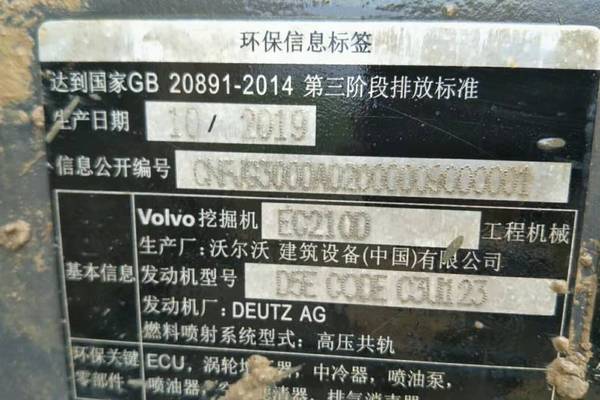 环保信息标签
达到国家GB 20891-2014 第三阶段排放标准
生产日期 10/ 2019
信息公开编号
Volvo 挖掘机 EC210D 工程机械
生产厂:沃尔沃 建筑设备(中国)有限公司
基本信息 发动机型号 D5E CODE C3U123
发动机厂: DEUTZ AG
燃料喷射系统型式: 高压共轨
环保关键 ECU, 涡轮增 器, 中冷器, 喷油泵,
零部件 喷油器,